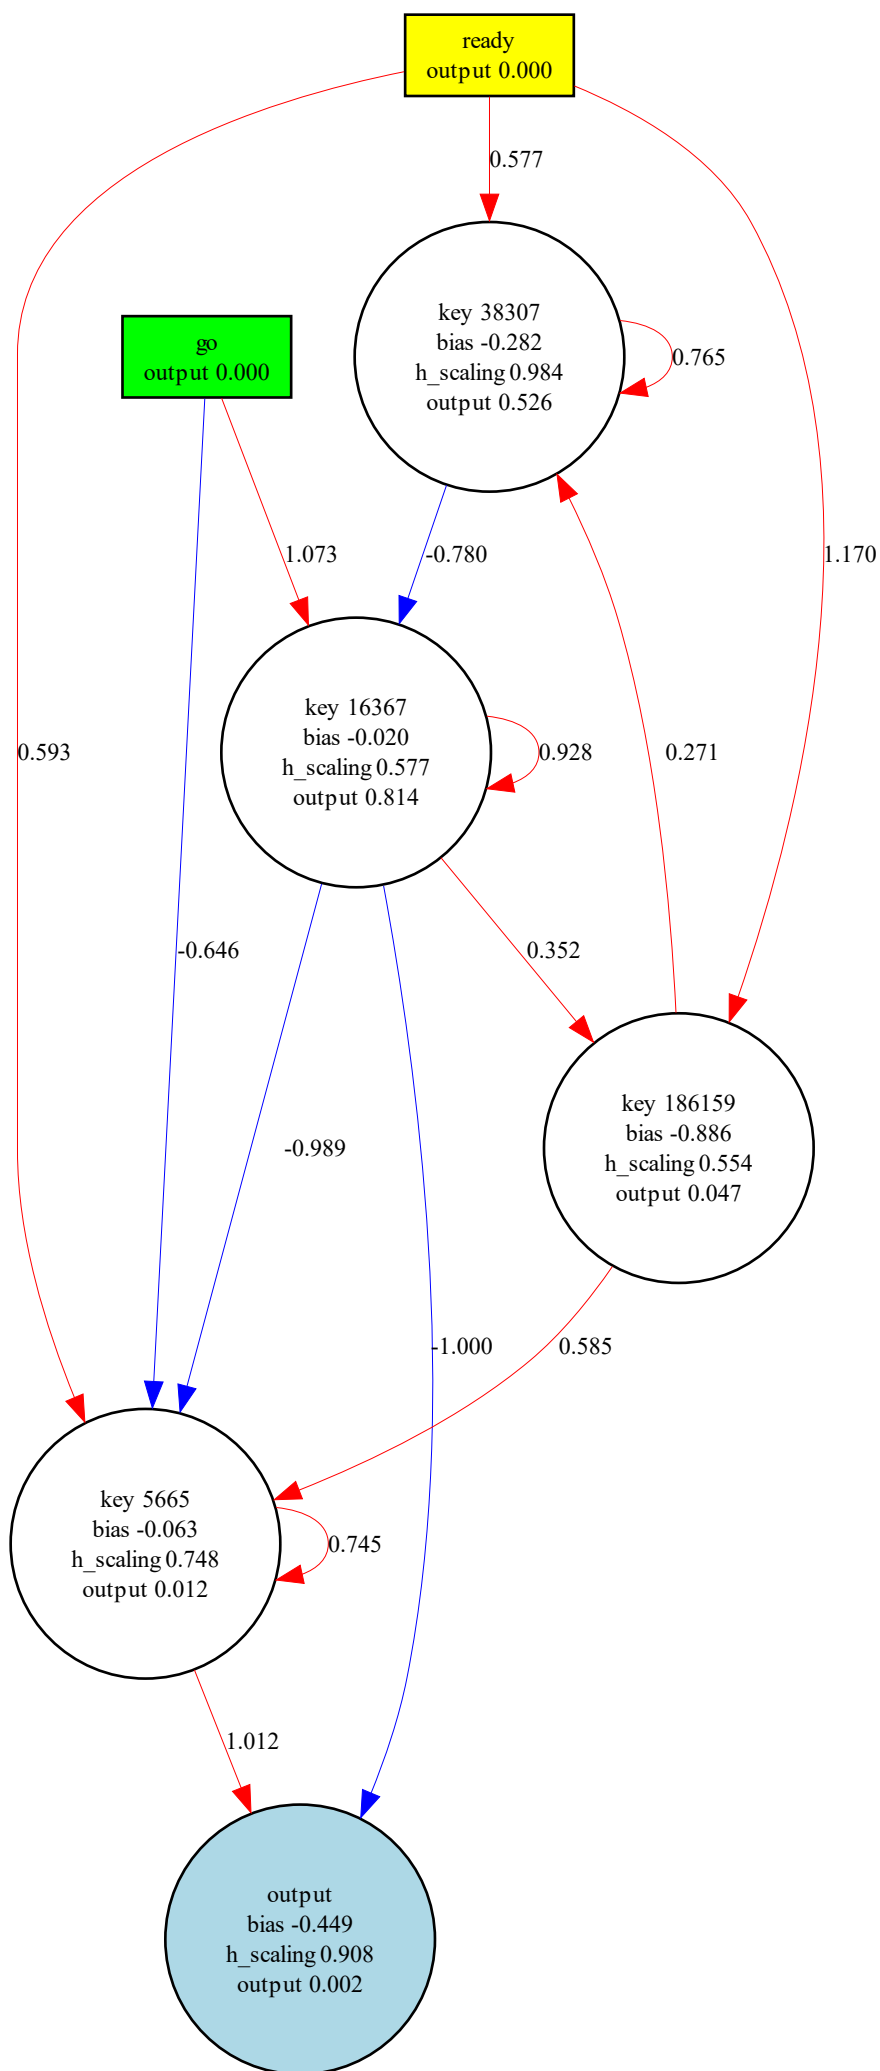 ready
output 0.000
0.577
go
output 0.000
key 38307
bias -0.282
h_scaling 0.984
output 0.526
0.765
1.073
-0.780
1.170
key 16367
bias -0.020
h_scaling 0.577
output 0.814
0.593
0.928
0.271
-0.646
0.352
key 186159
bias -0.886
h_scaling 0.554
output 0.047
-0.989
-1.000
0.585
key 5665
bias -0.063
h_scaling 0.748
output 0.012
0.745
1.012
output
bias -0.449
h_scaling 0.908
output 0.002